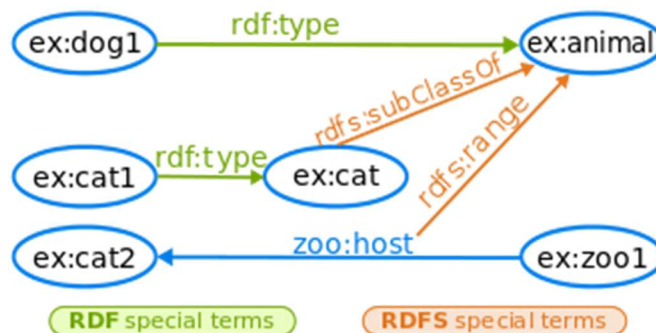 rdf:type
ex:dog1
ex:animal
rdfs:subClassOf
rdfs:range
rdf:type
ex:cat1
ex:cat
zoo:host
ex:cat2
ex:zoo1
RDF special terms
RDFS special terms